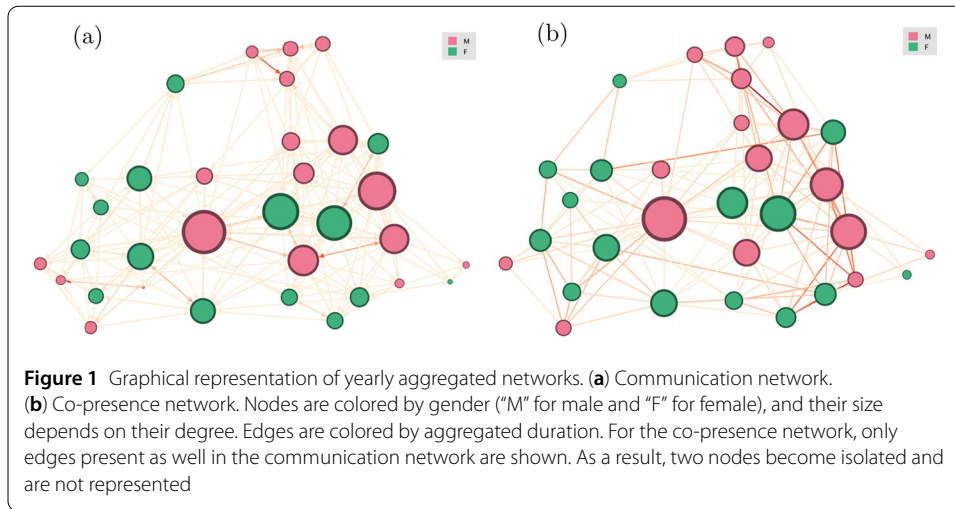 (a)
M
F
(b)
M
F
Figure 1 Graphical representation of yearly aggregated networks. (a) Communication network.
(b) Co-presence network. Nodes are colored by gender (“M” for male and “F” for female), and their size
depends on their degree. Edges are colored by aggregated duration. For the co-presence network, only
edges present as well in the communication network are shown. As a result, two nodes become isolated and
are not represented